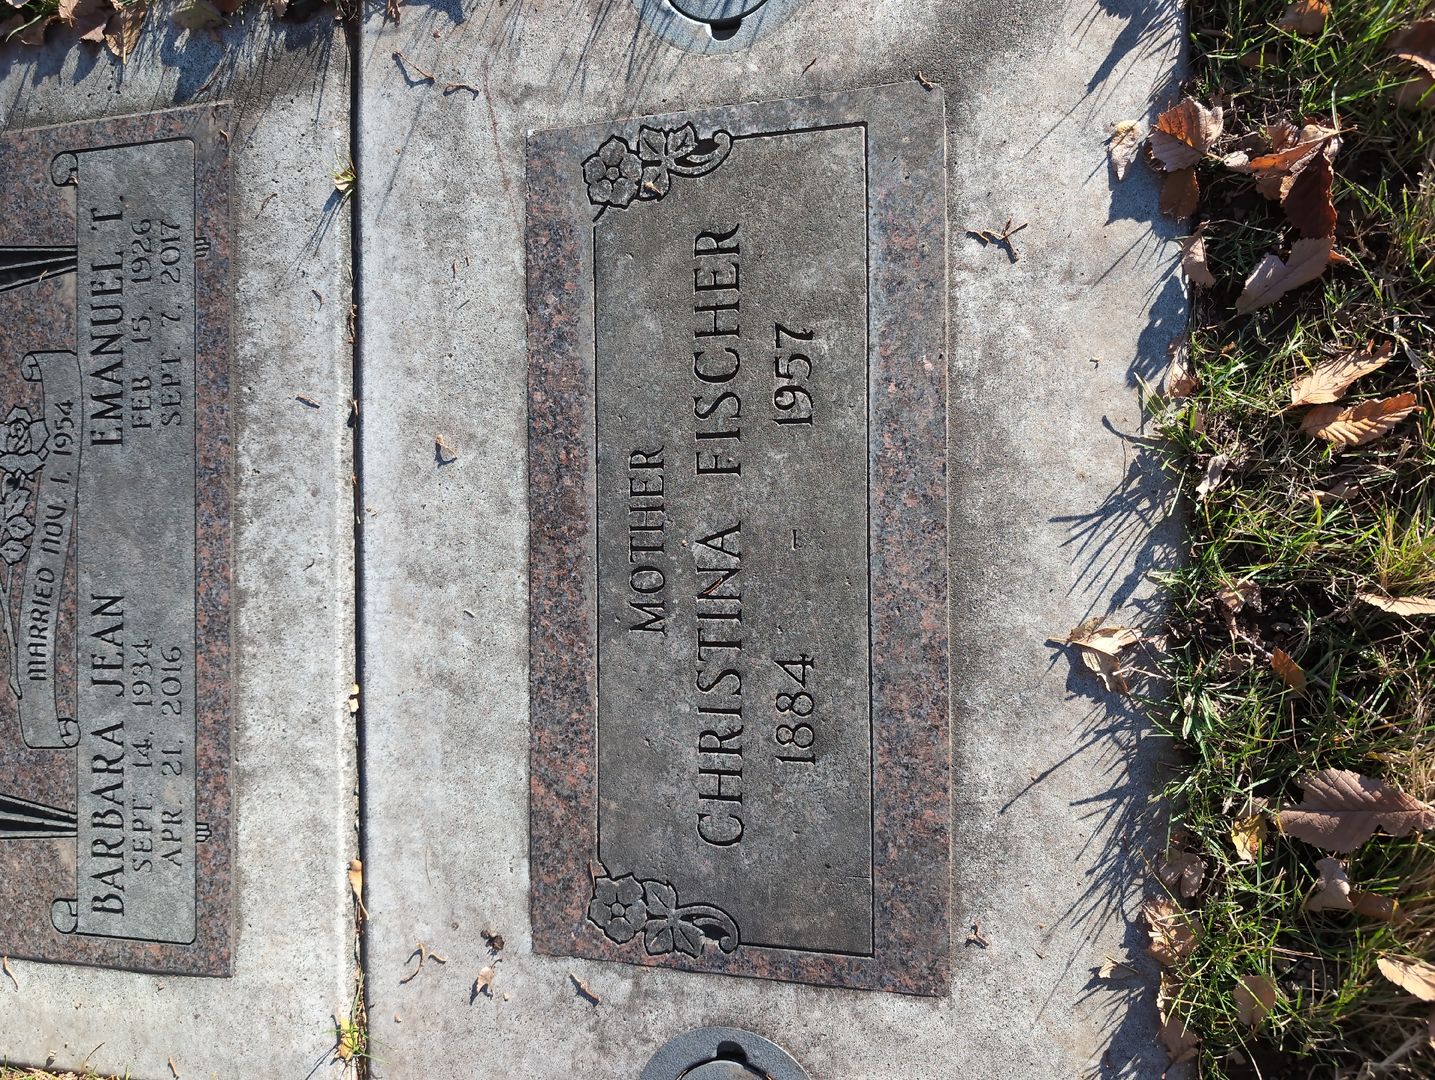 MARRIED NOV. 1, 1954
BARBARA JEAN
SEPT. 14, 1934
APR. 21, 2016
EMANUEL T.
FEB. 15, 1926
SEPT. 7, 2017
MOTHER
CHRISTINA FISCHER
1884 - 1957